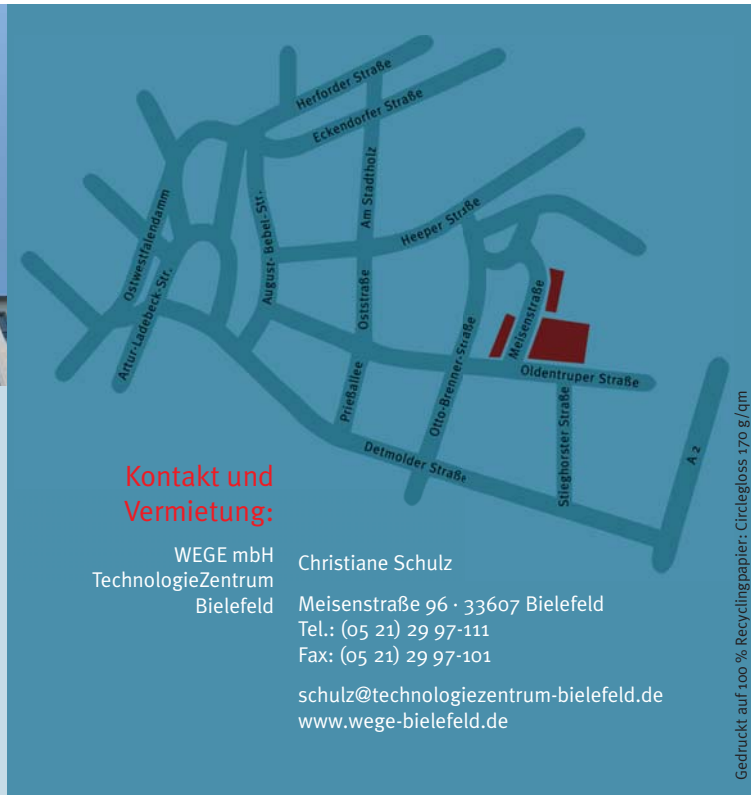 Herforder Straße
Eckendorfer Straße
Am Stadtholz
Ostwestfalendamm
August- Bebel-Str.
Heeper Straße
Artur-Ladebeck-Str.
Oststraße
Meisenstraße
Otto-Brenner-Straße
Prießallee
Oldentruper Straße
Stieghorster Straße
Detmolder Straße
A 2
Kontakt und
Vermietung:
WEGE mbH
TechnologieZentrum
Bielefeld
Christiane Schulz
Meisenstraße 96 · 33607 Bielefeld
Tel.: (05 21) 29 97-111
Fax: (05 21) 29 97-101
schulz@technologiezentrum-bielefeld.de
www.wege-bielefeld.de
Gedruckt auf 100 % Recyclingpapier: Circlegloss 170 g/qm